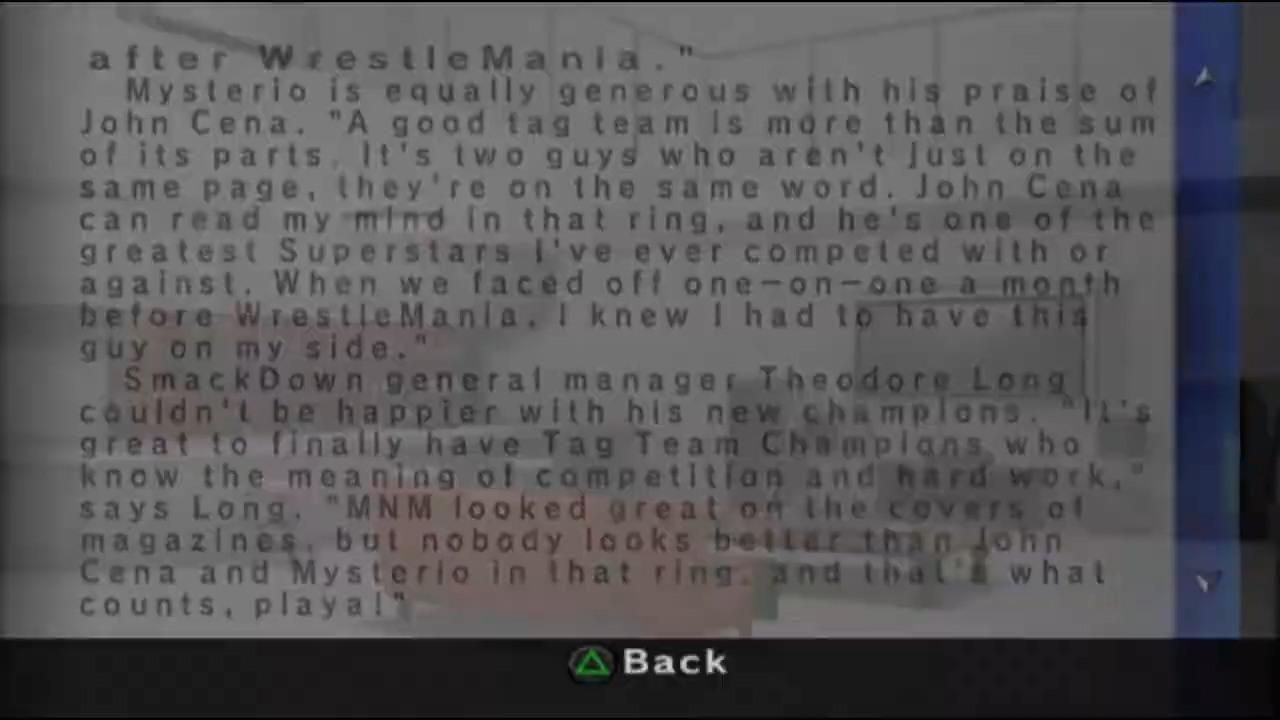 after WrestleMania."
Mysterio is equally generous with his praise of
John Cena. "A good tag team is more than the sum
of its parts. It's two guys who aren't just on the
same page, they're on the same word. John Cena
can read my mind in that ring, and he's one of the
greatest Superstars I've ever competed with or
against. When we faced off one-on-one a month
before WrestleMania, I knew I had to have this
guy on my side."
SmackDown general manager Theodore Long
couldn't be happier with his new champions. "It's
great to finally have Tag Team Champions who
know the meaning of competition and hard work,"
says Long. "MNM looked great on the covers of
magazines, but nobody looks better than John
Cena and Mysterio in that ring, and that's what
counts, playa!"
Back